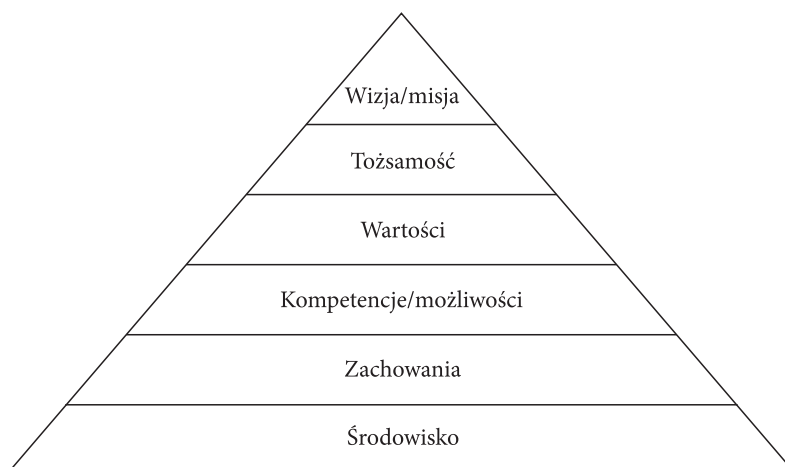 Wizja/misja
Tożsamość
Wartości
Kompetencje/możliwości
Zachowania
Środowisko